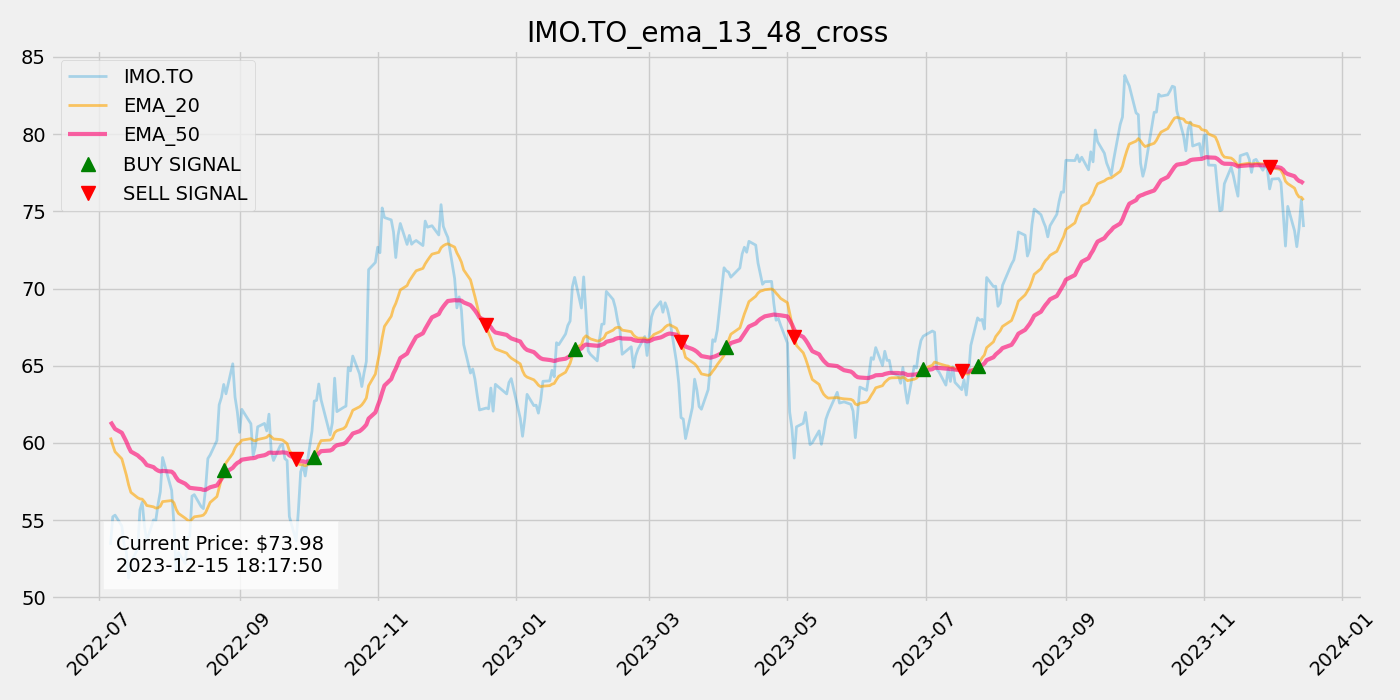 IMO.TO_ema_13_48_cross
85
80
75
70
65
60
55
50
IMO.TO
EMA_20
EMA_50
BUY SIGNAL
SELL SIGNAL
Current Price: $73.98
2023-12-15 18:17:50
2022-07
2022-09
2022-11
2023-01
2023-03
2023-05
2023-07
2023-09
2023-11
2024-01